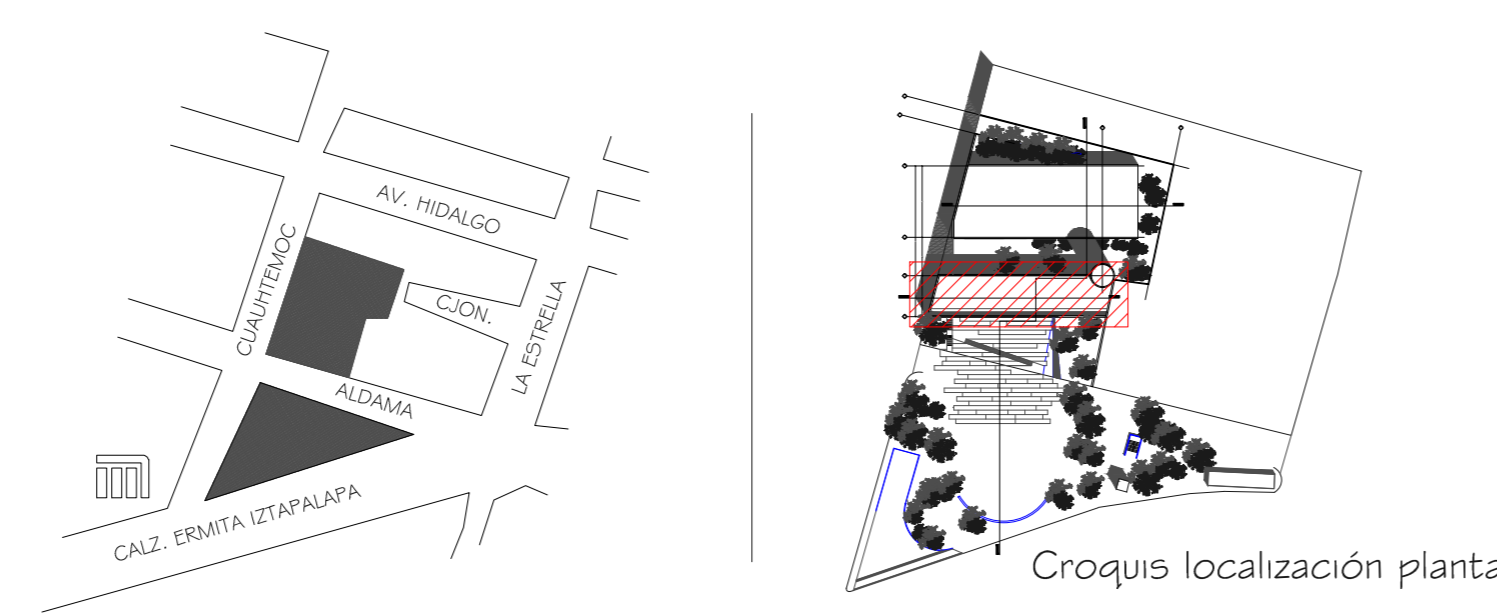 AV. HIDALGO
CUAUHTEMOC
CJON.
LA ESTRELLA
ALDAMA
CALZ. ERMITA IZTAPALAPA
Croquis localización planta